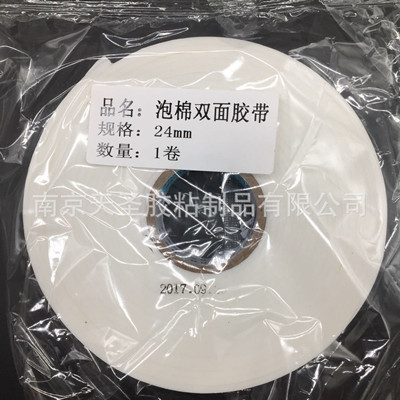 品名：泡棉双面胶带
规格：24mm
数量：1卷
南京天圣胶粘制品有限公司
2017.09.